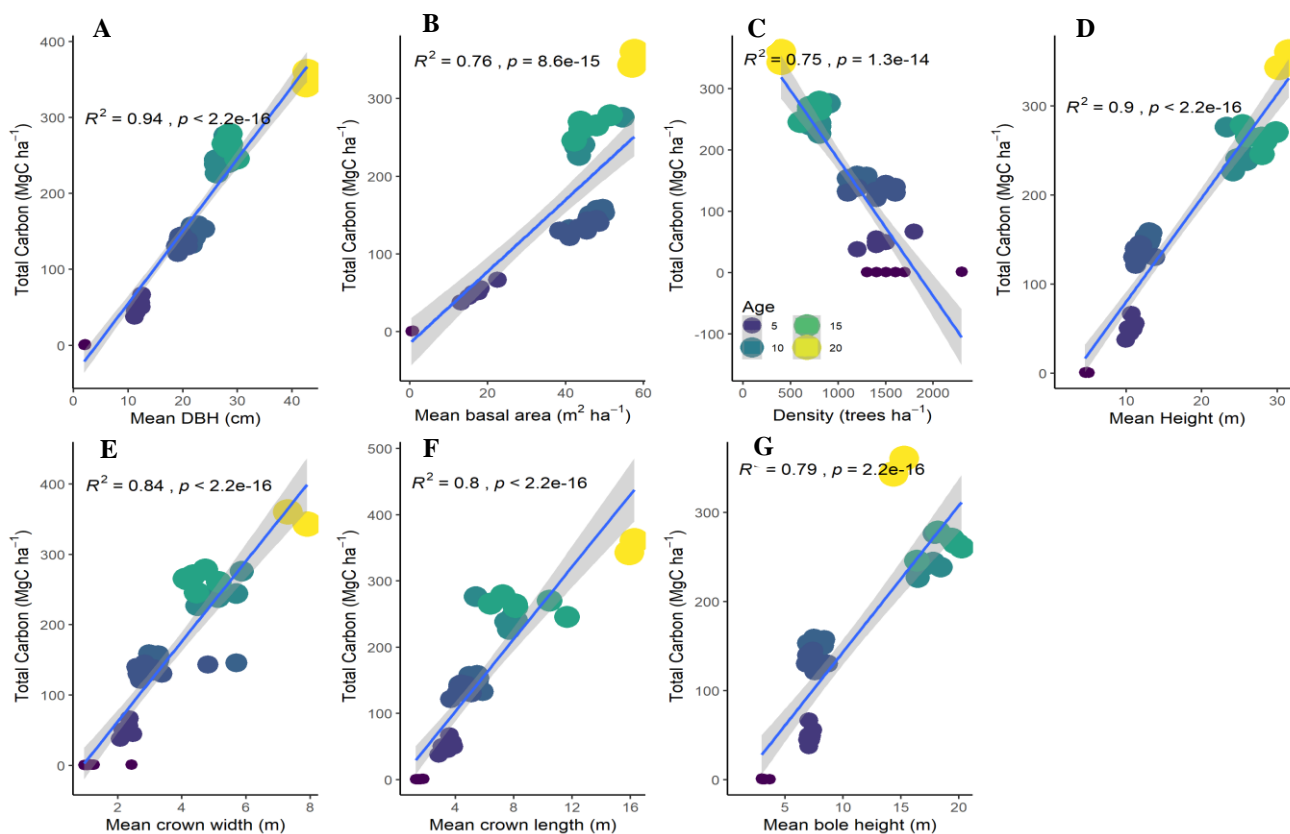 A
B
C
D
400
300
200
100
0
R² = 0.94 , p < 2.2e-16
Total Carbon (MgC ha⁻¹)
0 10 20 30 40
Mean DBH (cm)
300
200
100
0
R² = 0.76 , p = 8.6e-15
Total Carbon (MgC ha⁻¹)
0 20 40 60
Mean basal area (m² ha⁻¹)
300
200
100
0
-100
R² = 0.75 , p = 1.3e-14
Total Carbon (MgC ha⁻¹)
Age
5 15
10 20
0 500 1000 1500 2000
Density (trees ha⁻¹)
300
200
100
0
R² = 0.9 , p < 2.2e-16
Total Carbon (MgC ha⁻¹)
10 20 30
Mean Height (m)
E
F
G
400
300
200
100
0
R² = 0.84 , p < 2.2e-16
Total Carbon (MgC ha⁻¹)
2 4 6 8
Mean crown width (m)
500
400
300
200
100
0
R² = 0.8 , p < 2.2e-16
Total Carbon (MgC ha⁻¹)
4 8 12 16
Mean crown length (m)
300
200
100
0
R² = 0.79 , p = 2.2e-16
Total Carbon (MgC ha⁻¹)
5 10 15 20
Mean bole height (m)